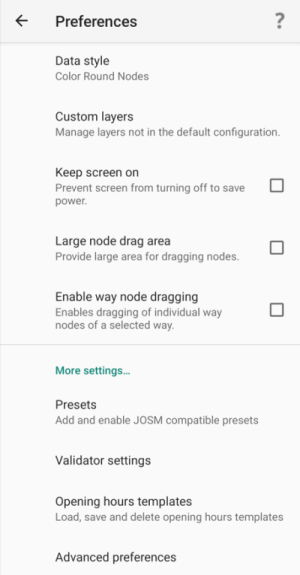 Preferences
?
Data style
Color Round Nodes
Custom layers
Manage layers not in the default configuration.
Keep screen on
Prevent screen from turning off to save
power.
Large node drag area
Provide large area for dragging nodes.
Enable way node dragging
Enables dragging of individual way
nodes of a selected way.
More settings…
Presets
Add and enable JOSM compatible presets
Validator settings
Opening hours templates
Load, save and delete opening hours templates
Advanced preferences